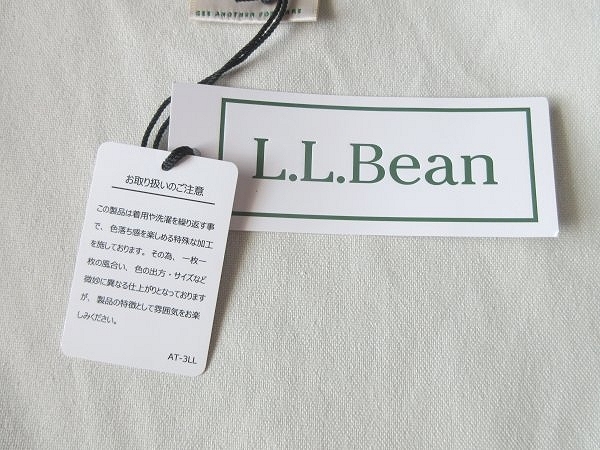 L.L.Bean
お取り扱いのご注意
この製品は着用や洗濯を繰り返す事
で、色落ち感を楽しめる特殊な加工
を施しております。その為、一枚一
枚の風合い、色の出方・サイズなど
微妙に異なる仕上がりとなっております
が、製品の特徴として雰囲気をお楽
しみください。
AT-3LL